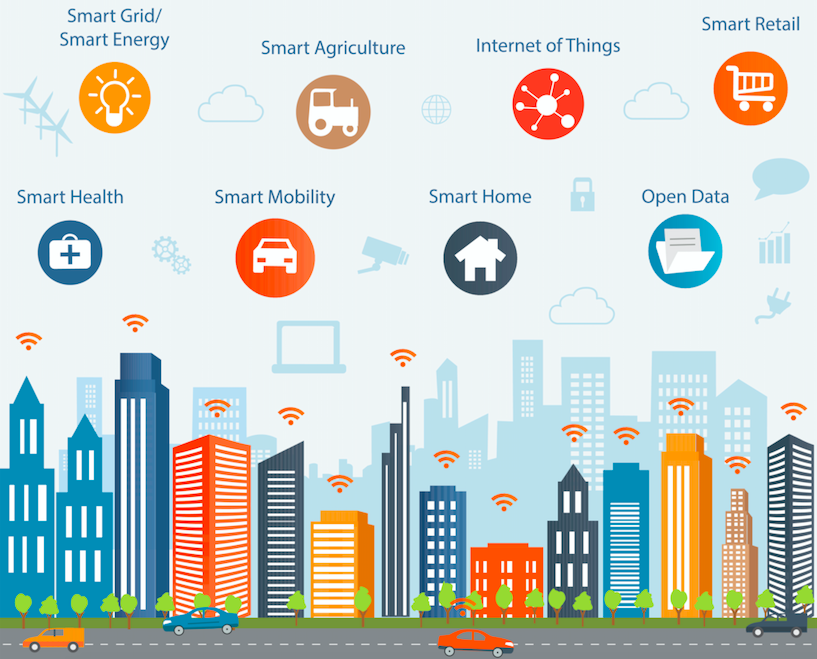 Smart Grid/
Smart Energy
Smart Agriculture
Internet of Things
Smart Retail
Smart Health
Smart Mobility
Smart Home
Open Data